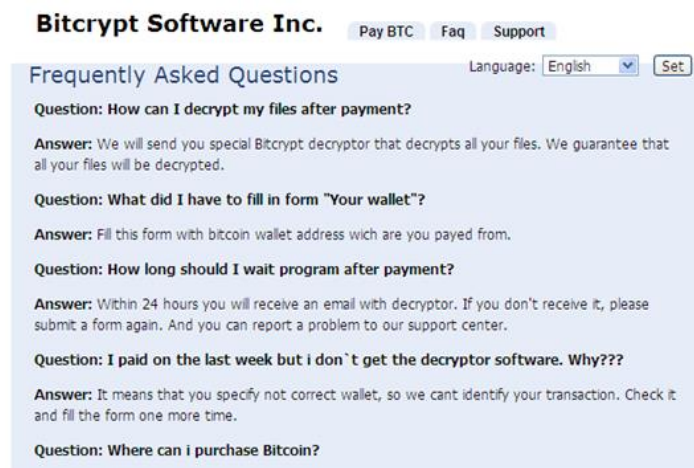 Bitcrypt Software Inc. Pay BTC Faq Support
Frequently Asked Questions Language: English Set
Question: How can I decrypt my files after payment?
Answer: We will send you special Bitcrypt decryptor that decrypts all your files. We guarantee that
all your files will be decrypted.
Question: What did I have to fill in form "Your wallet"?
Answer: Fill this form with bitcoin wallet address wich are you payed from.
Question: How long should I wait program after payment?
Answer: Within 24 hours you will receive an email with decryptor. If you don't receive it, please
submit a form again. And you can report a problem to our support center.
Question: I paid on the last week but i don`t get the decryptor software. Why???
Answer: It means that you specify not correct wallet, so we cant identify your transaction. Check it
and fill the form one more time.
Question: Where can i purchase Bitcoin?